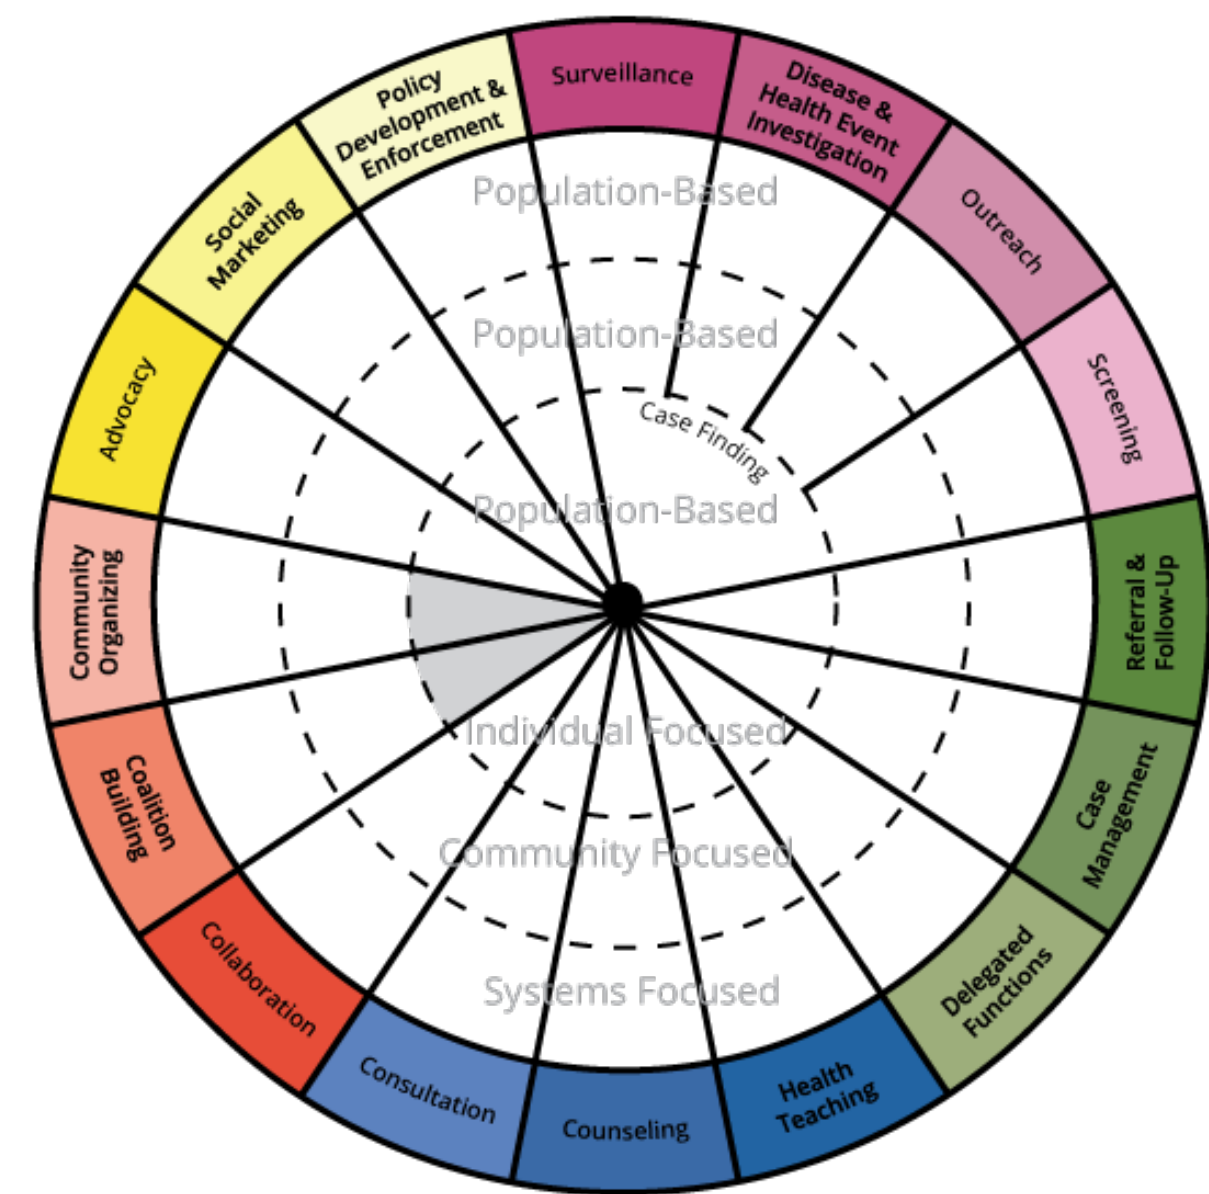 Surveillance
Disease &
Health Event
Investigation
Outreach
Screening
Referral &
Follow-Up
Case
Management
Delegated
Functions
Health
Teaching
Counseling
Consultation
Collaboration
Coalition
Building
Community
Organizing
Advocacy
Social
Marketing
Policy
Development &
Enforcement
Population-Based
Population-Based
Case Finding
Population-Based
Individual Focused
Community Focused
Systems Focused